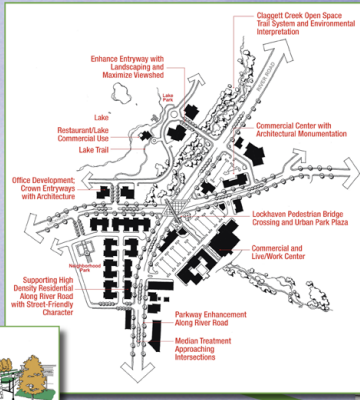 Claggett Creek Open Space
Trail System and Environmental
Interpretation
Enhance Entryway with
Landscaping and
Maximize Viewshed
RIVER ROAD
Lake
Park
Lake
Restaurant/Lake
Commercial Use
Lake Trail
Commercial Center with
Architectural Monumentation
Office Development;
Crown Entryways
with Architecture
Lockhaven Pedestrian Bridge
Crossing and Urban Park Plaza
Neighborhood
Park
Commercial and
Live/Work Center
Supporting High
Density Residential
Along River Road
with Street-Friendly
Character
Parkway Enhancement
Along River Road
Median Treatment
Approaching
Intersections